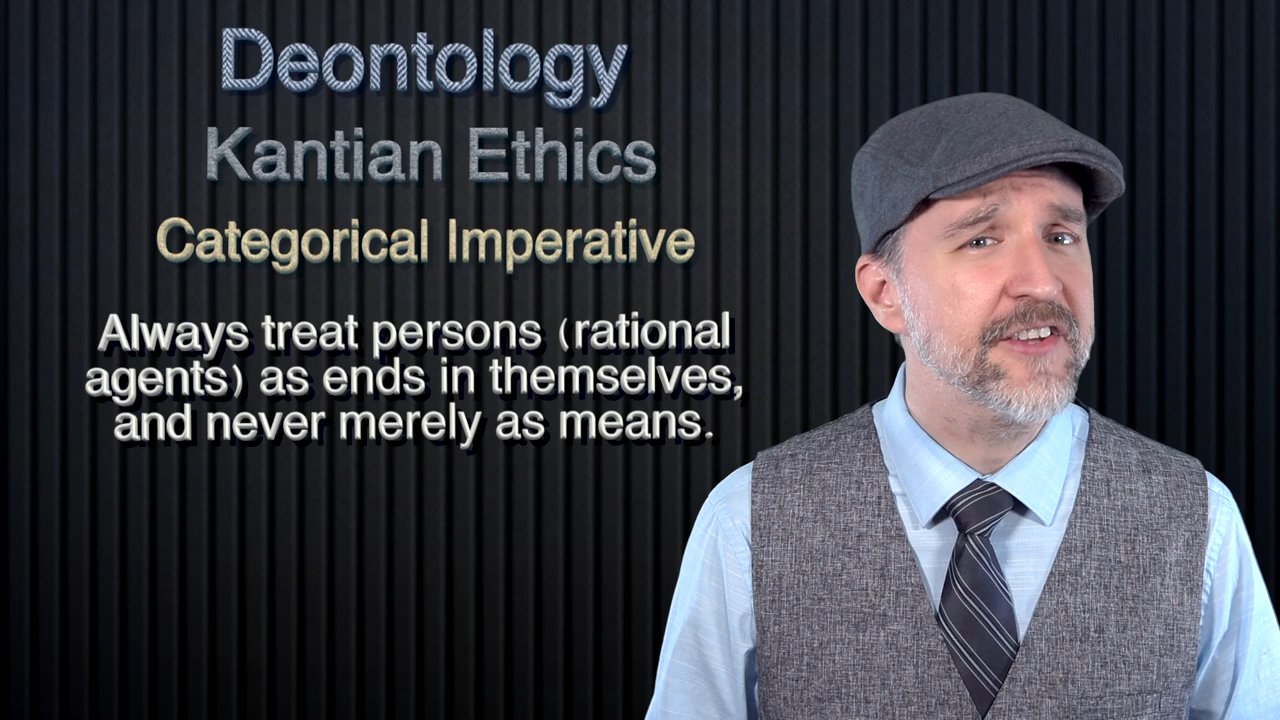 Deontology
Kantian Ethics
Categorical Imperative
Always treat persons (rational
agents) as ends in themselves,
and never merely as means.